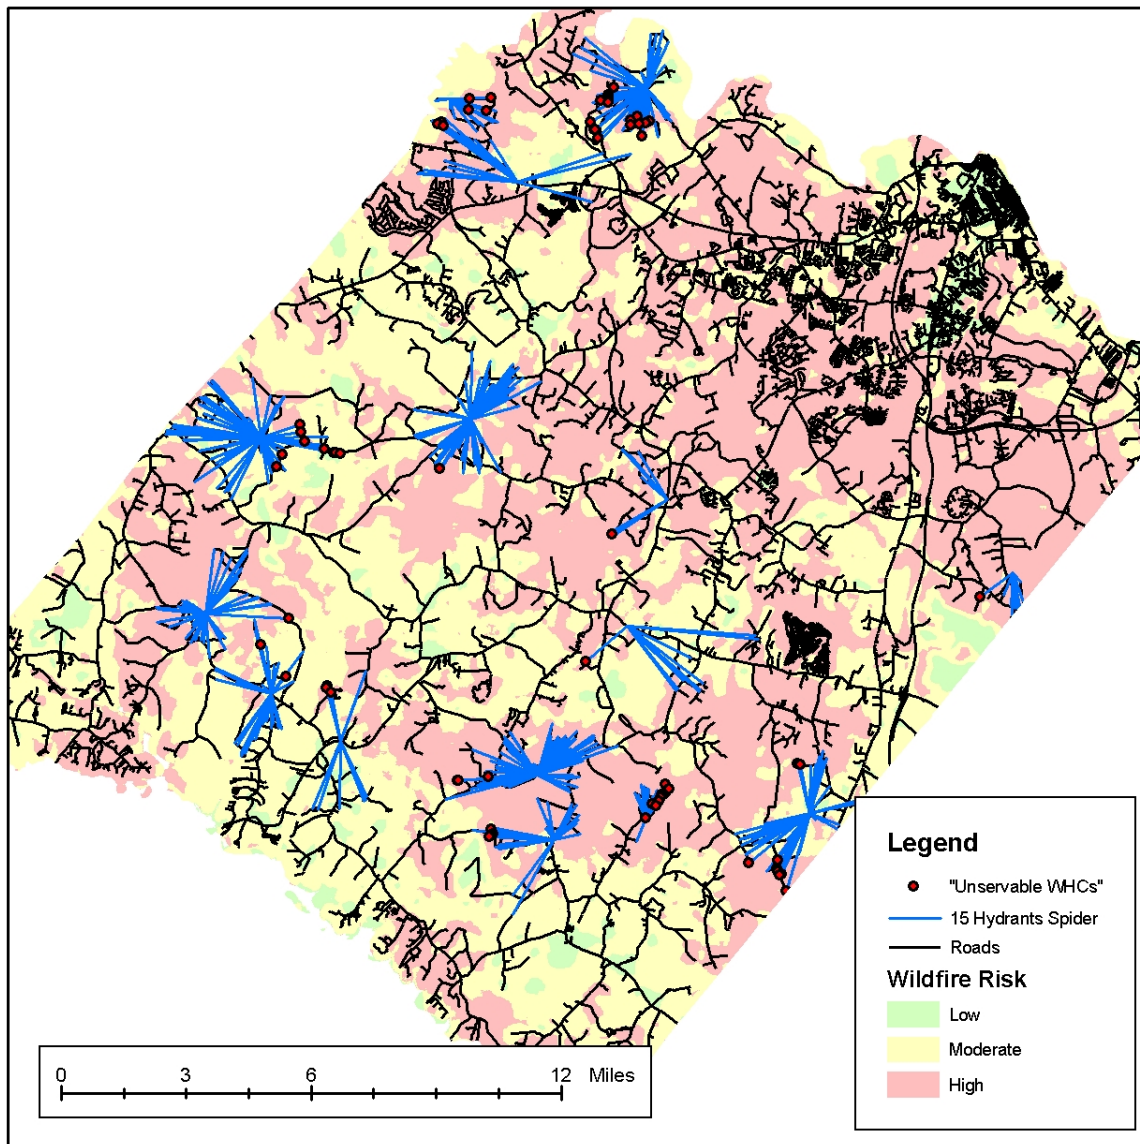 Legend
"Unservable WHCs"
15 Hydrants Spider
Roads
Wildfire Risk
Low
Moderate
High
0 3 6 12 Miles